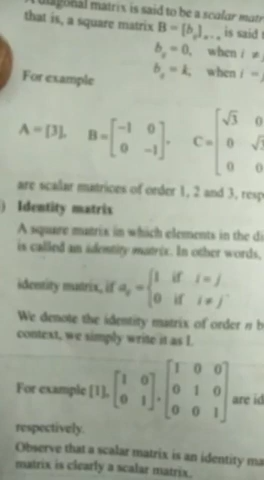 A diagonal matrix is said to be a scalar matr
that is, a square matrix B = [b_ij]_n×n is said
b_ij = 0, when i ≠
b_ij = k, when i =
For example
A = [3], B = [−1 0
0 −1], C = [√3 0
0 √3
0 0
are scalar matrices of order 1, 2 and 3, resp
) Identity matrix
A square matrix in which elements in the di
is called an identity matrix. In other words,
identity matrix, if a_ij = {1 if i = j
0 if i ≠ j
We denote the identity matrix of order n b
context, we simply write it as I.
For example [1], [1 0
0 1], [1 0 0
0 1 0
0 0 1] are id
respectively.
Observe that a scalar matrix is an identity ma
matrix is clearly a scalar matrix.